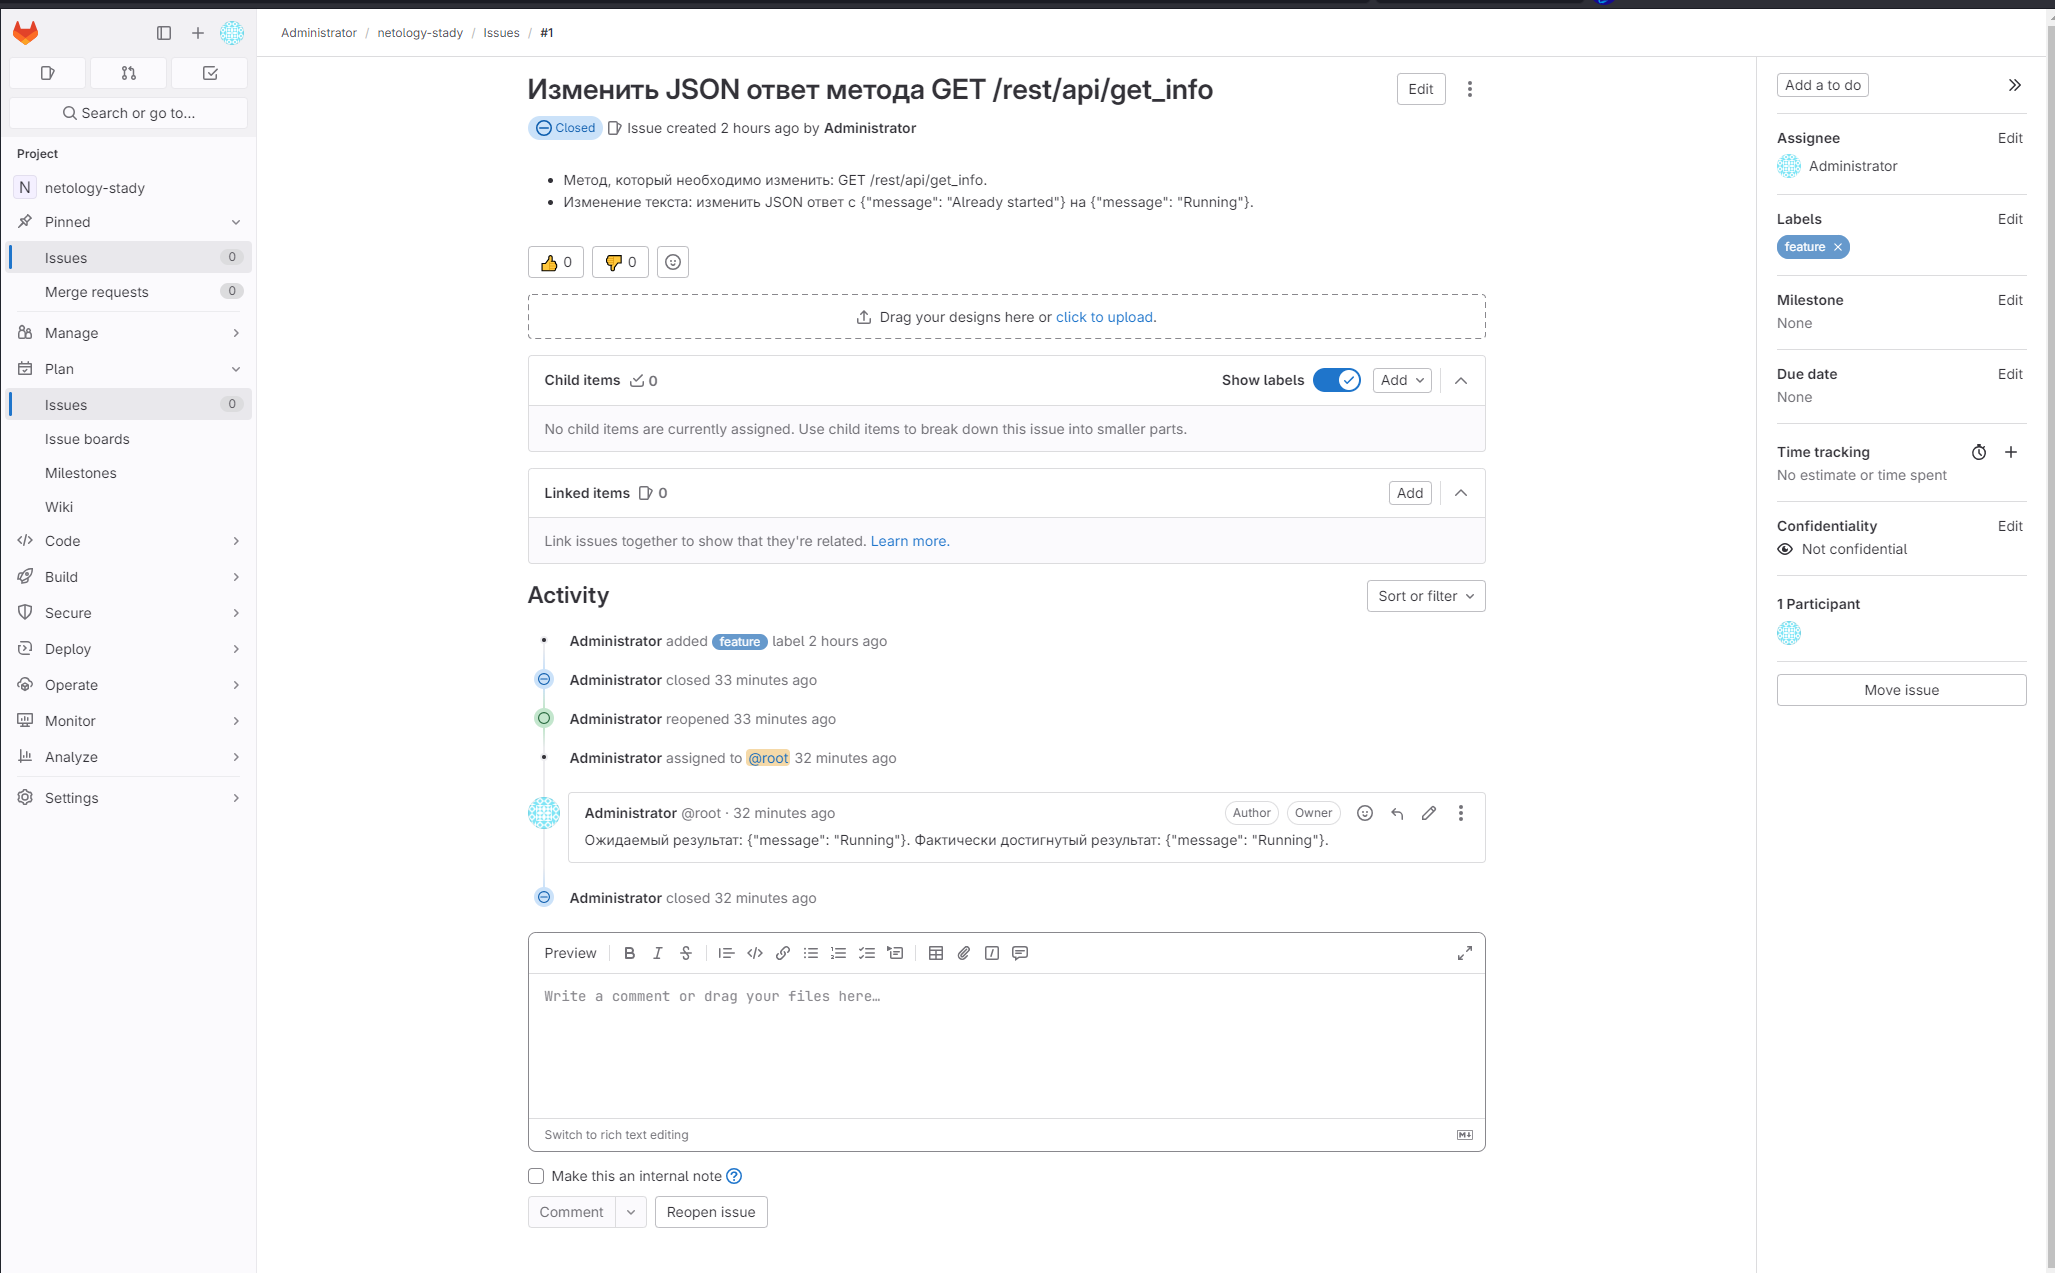 Administrator / netology-stady / Issues / #1
Search or go to...
Project
N netology-stady
Pinned
Issues 0
Merge requests 0
Manage
Plan
Issues 0
Issue boards
Milestones
Wiki
Code
Build
Secure
Deploy
Operate
Monitor
Analyze
Settings
Изменить JSON ответ метода GET /rest/api/get_info
Edit
Closed Issue created 2 hours ago by Administrator
• Метод, который необходимо изменить: GET /rest/api/get_info.
• Изменение текста: изменить JSON ответ с {"message": "Already started"} на {"message": "Running"}.
0 0
Drag your designs here or click to upload.
Child items 0 Show labels Add
No child items are currently assigned. Use child items to break down this issue into smaller parts.
Linked items 0 Add
Link issues together to show that they're related. Learn more.
Activity Sort or filter
Administrator added feature label 2 hours ago
Administrator closed 33 minutes ago
Administrator reopened 33 minutes ago
Administrator assigned to @root 32 minutes ago
Administrator @root · 32 minutes ago Author Owner
Ожидаемый результат: {"message": "Running"}. Фактически достигнутый результат: {"message": "Running"}.
Administrator closed 32 minutes ago
Preview B I S
Write a comment or drag your files here…
Switch to rich text editing M↓
Make this an internal note ?
Comment Reopen issue
Add a to do
Assignee Edit
Administrator
Labels Edit
feature ×
Milestone Edit
None
Due date Edit
None
Time tracking
No estimate or time spent
Confidentiality Edit
Not confidential
1 Participant
Move issue